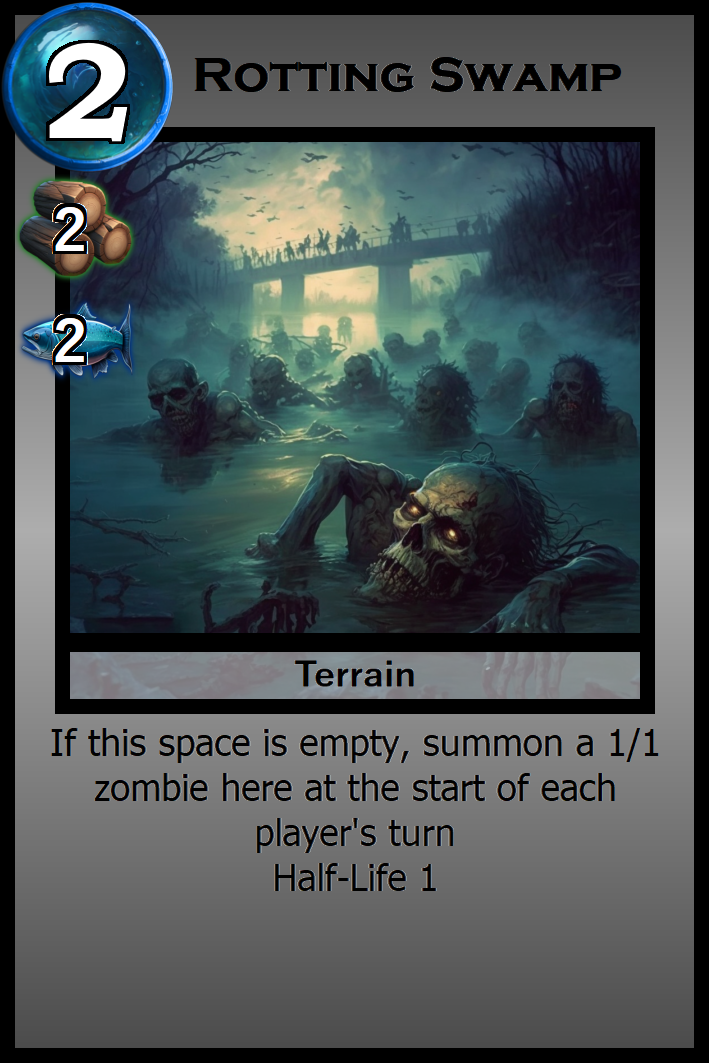 2
Rotting Swamp
2
2
Terrain
If this space is empty, summon a 1/1
zombie here at the start of each
player's turn
Half-Life 1